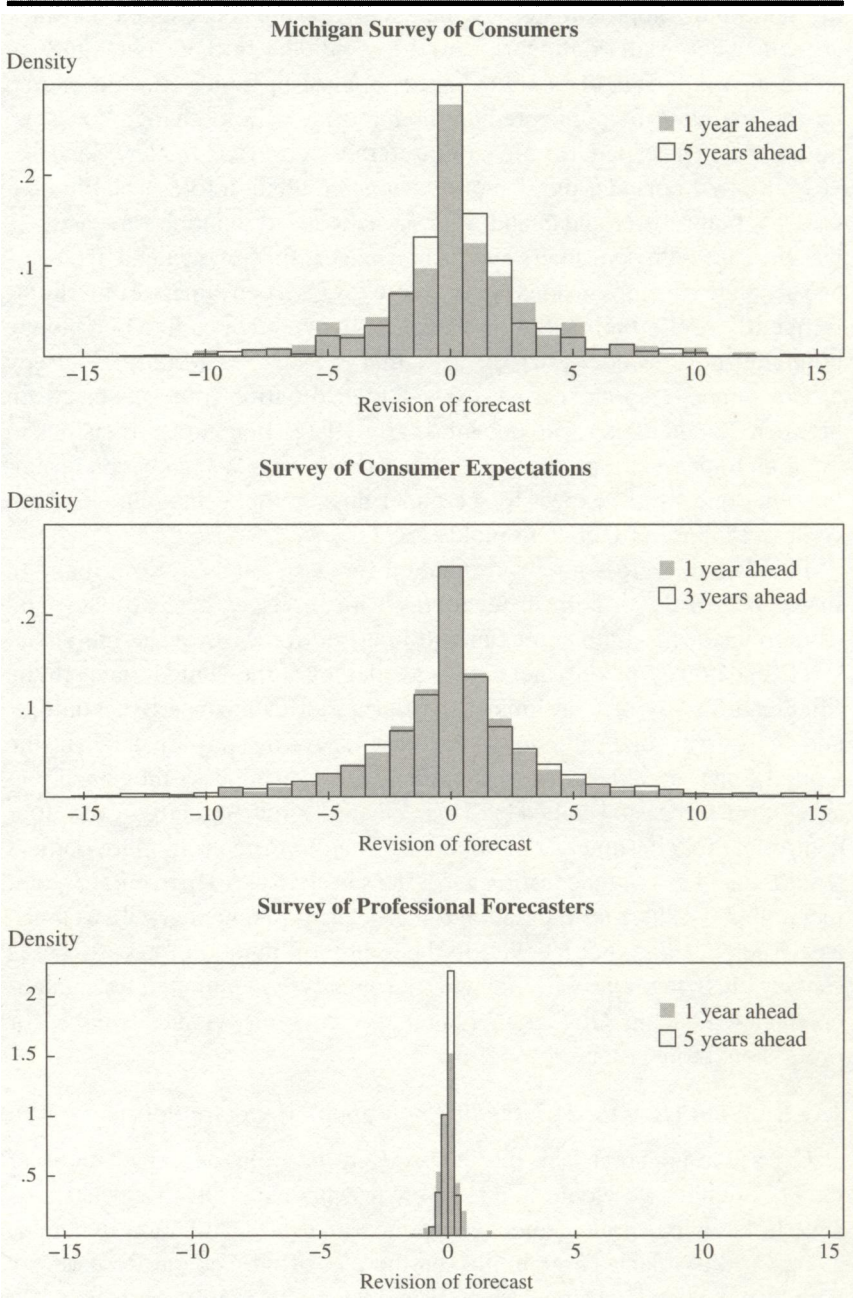 Michigan Survey of Consumers
Density
1 year ahead
5 years ahead
.2
.1
−15 −10 −5 0 5 10 15
Revision of forecast
Survey of Consumer Expectations
Density
1 year ahead
3 years ahead
.2
.1
−15 −10 −5 0 5 10 15
Revision of forecast
Survey of Professional Forecasters
Density
2
1 year ahead
5 years ahead
1.5
1
.5
−15 −10 −5 0 5 10 15
Revision of forecast